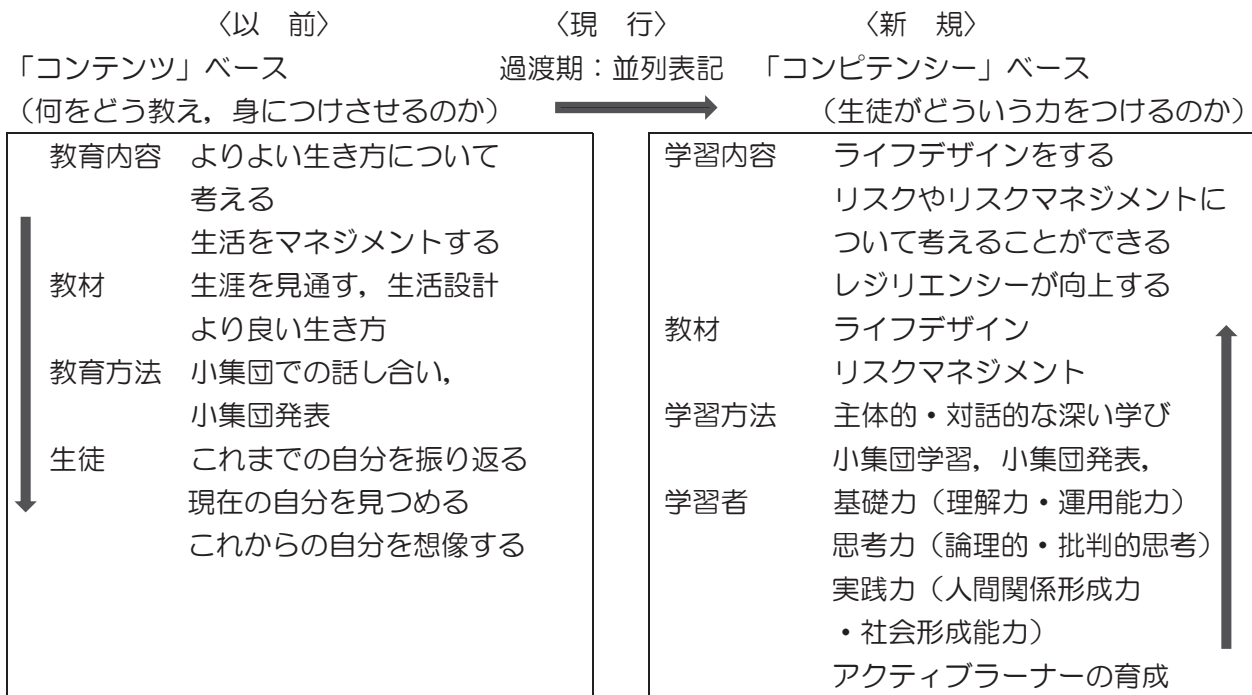 〈以　前〉　〈現　行〉　〈新　規〉
「コンテンツ」ベース　過渡期：並列表記　「コンピテンシー」ベース
（何をどう教え，身につけさせるのか）　（生徒がどういう力をつけるのか）
教育内容　よりよい生き方について
考える
生活をマネジメントする
教材　生涯を見通す，生活設計
より良い生き方
教育方法　小集団での話し合い，
小集団発表
生徒　これまでの自分を振り返る
現在の自分を見つめる
これからの自分を想像する
学習内容　ライフデザインをする
リスクやリスクマネジメントに
ついて考えることができる
レジリエンシーが向上する
教材　ライフデザイン
リスクマネジメント
学習方法　主体的・対話的な深い学び
小集団学習，小集団発表，
学習者　基礎力（理解力・運用能力）
思考力（論理的・批判的思考）
実践力（人間関係形成力
・社会形成能力）
アクティブラーナーの育成